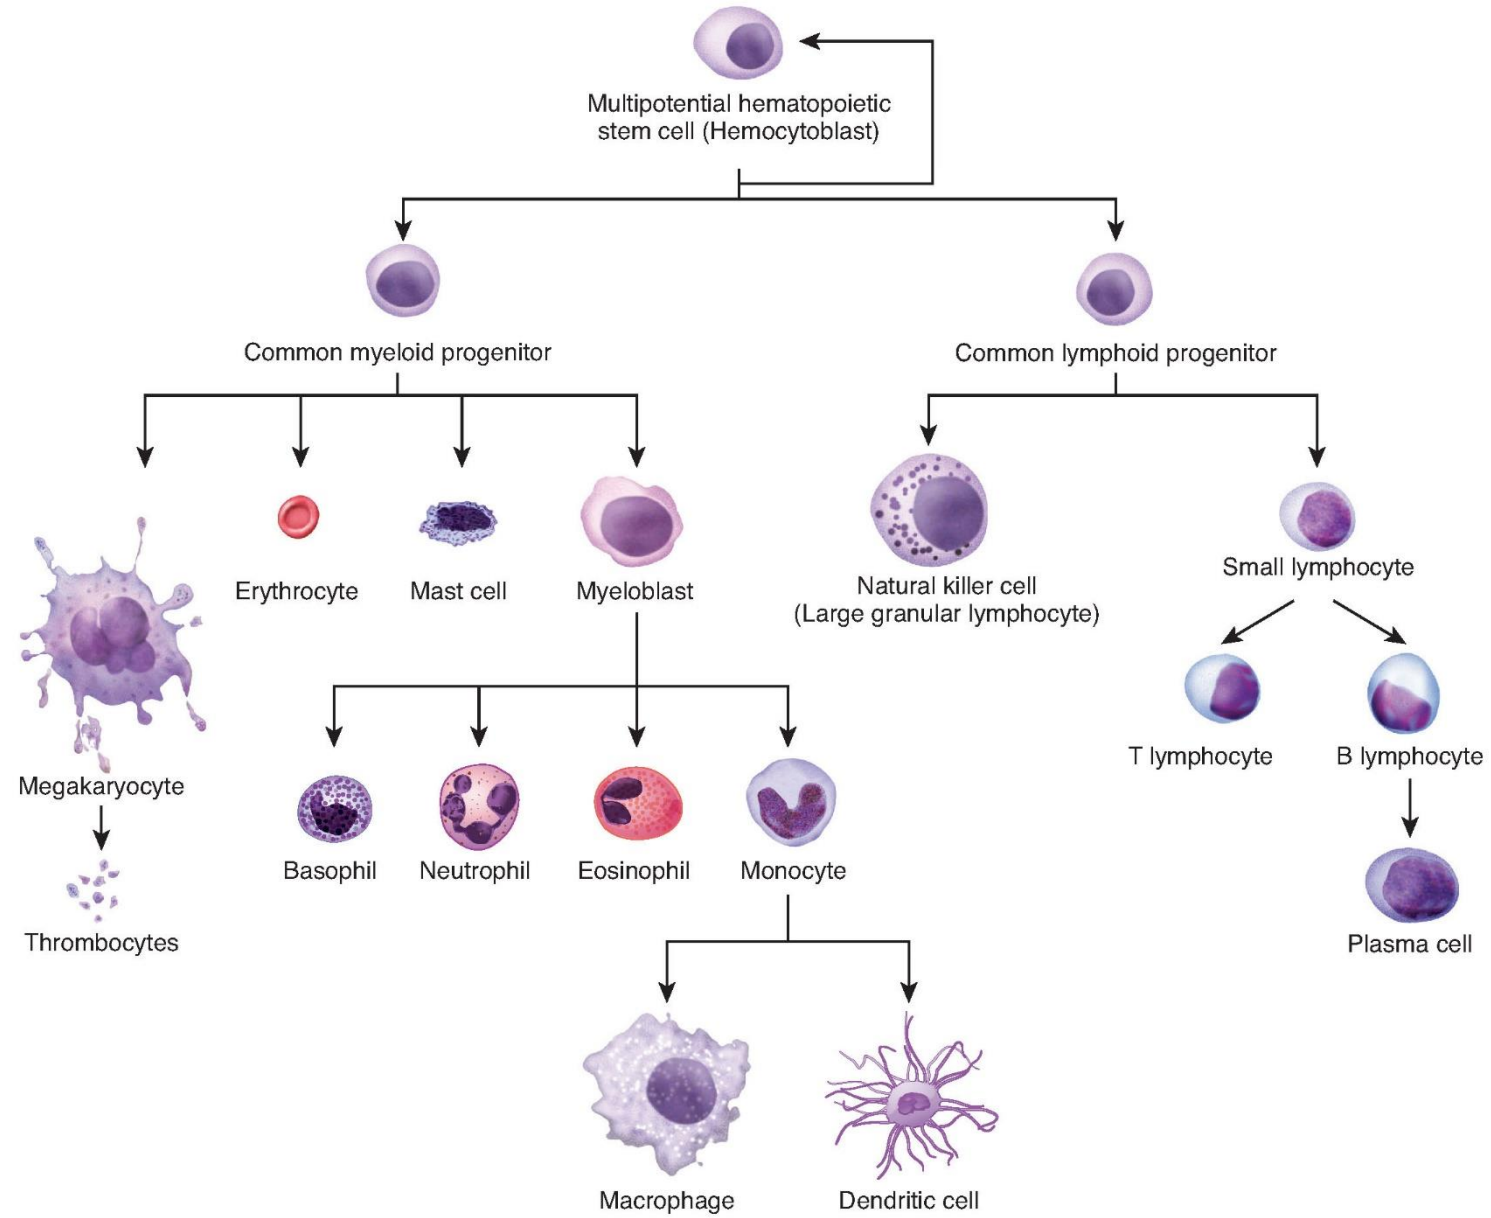 Multipotential hematopoietic
stem cell (Hemocytoblast)
Common myeloid progenitor
Common lymphoid progenitor
Erythrocyte
Mast cell
Myeloblast
Natural killer cell
(Large granular lymphocyte)
Small lymphocyte
Megakaryocyte
T lymphocyte
B lymphocyte
Basophil
Neutrophil
Eosinophil
Monocyte
Thrombocytes
Plasma cell
Macrophage
Dendritic cell